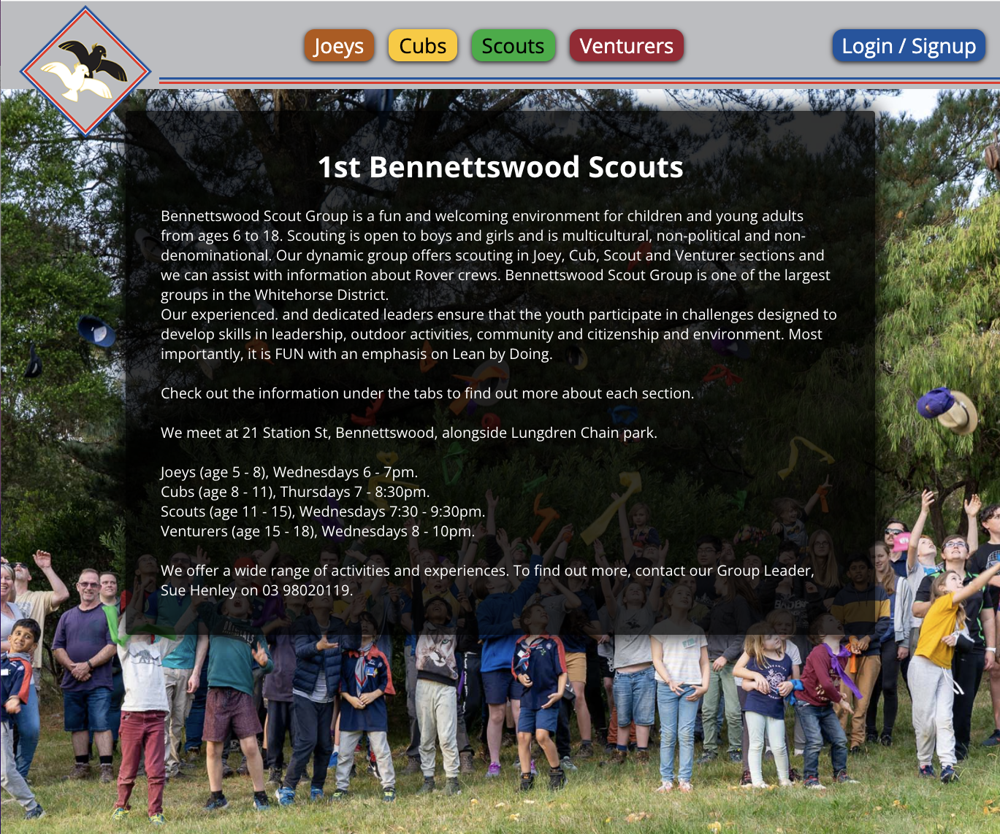 Joeys Cubs Scouts Venturers Login / Signup
1st Bennettswood Scouts
Bennettswood Scout Group is a fun and welcoming environment for children and young adults
from ages 6 to 18. Scouting is open to boys and girls and is multicultural, non-political and non-
denominational. Our dynamic group offers scouting in Joey, Cub, Scout and Venturer sections and
we can assist with information about Rover crews. Bennettswood Scout Group is one of the largest
groups in the Whitehorse District.
Our experienced. and dedicated leaders ensure that the youth participate in challenges designed to
develop skills in leadership, outdoor activities, community and citizenship and environment. Most
importantly, it is FUN with an emphasis on Lean by Doing.
Check out the information under the tabs to find out more about each section.
We meet at 21 Station St, Bennettswood, alongside Lungdren Chain park.
Joeys (age 5 - 8), Wednesdays 6 - 7pm.
Cubs (age 8 - 11), Thursdays 7 - 8:30pm.
Scouts (age 11 - 15), Wednesdays 7:30 - 9:30pm.
Venturers (age 15 - 18), Wednesdays 8 - 10pm.
We offer a wide range of activities and experiences. To find out more, contact our Group Leader,
Sue Henley on 03 98020119.